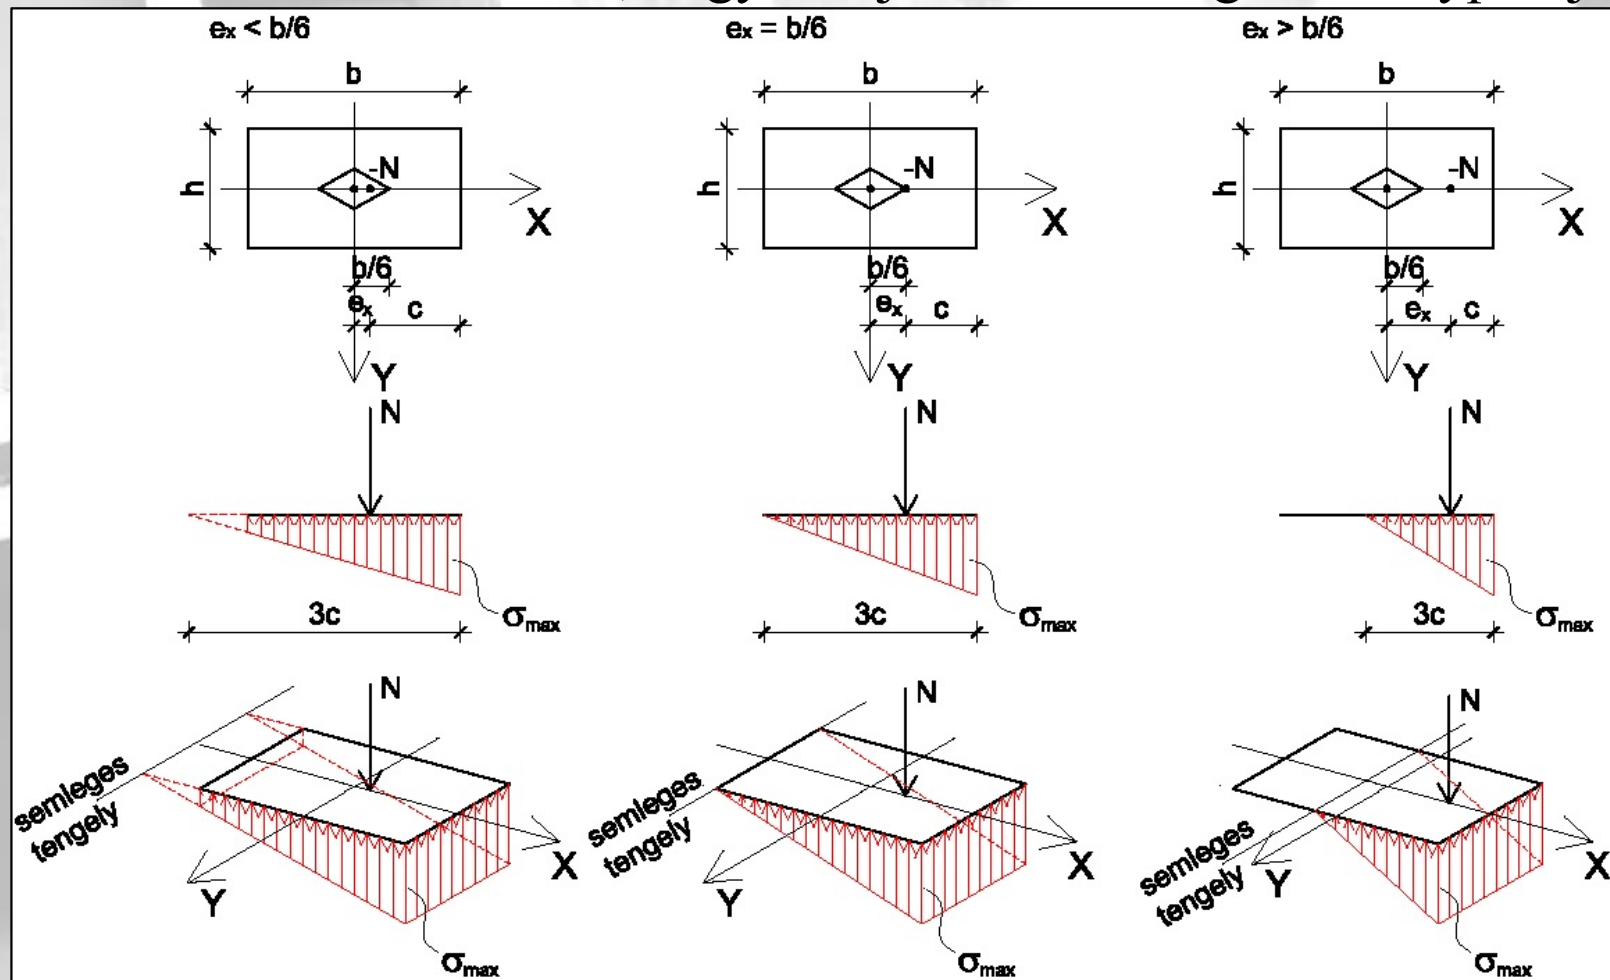 eₓ < b/6
eₓ = b/6
eₓ > b/6
b
b
b
h
-N
X
h
-N
X
h
-N
X
b/6
b/6
b/6
eₓ
c
eₓ
c
eₓ
c
Y
Y
Y
N
N
N
σmax
σmax
σmax
3c
3c
3c
N
N
N
semleges
tengely
semleges
tengely
semleges
tengely
X
X
X
Y
Y
Y
σmax
σmax
σmax